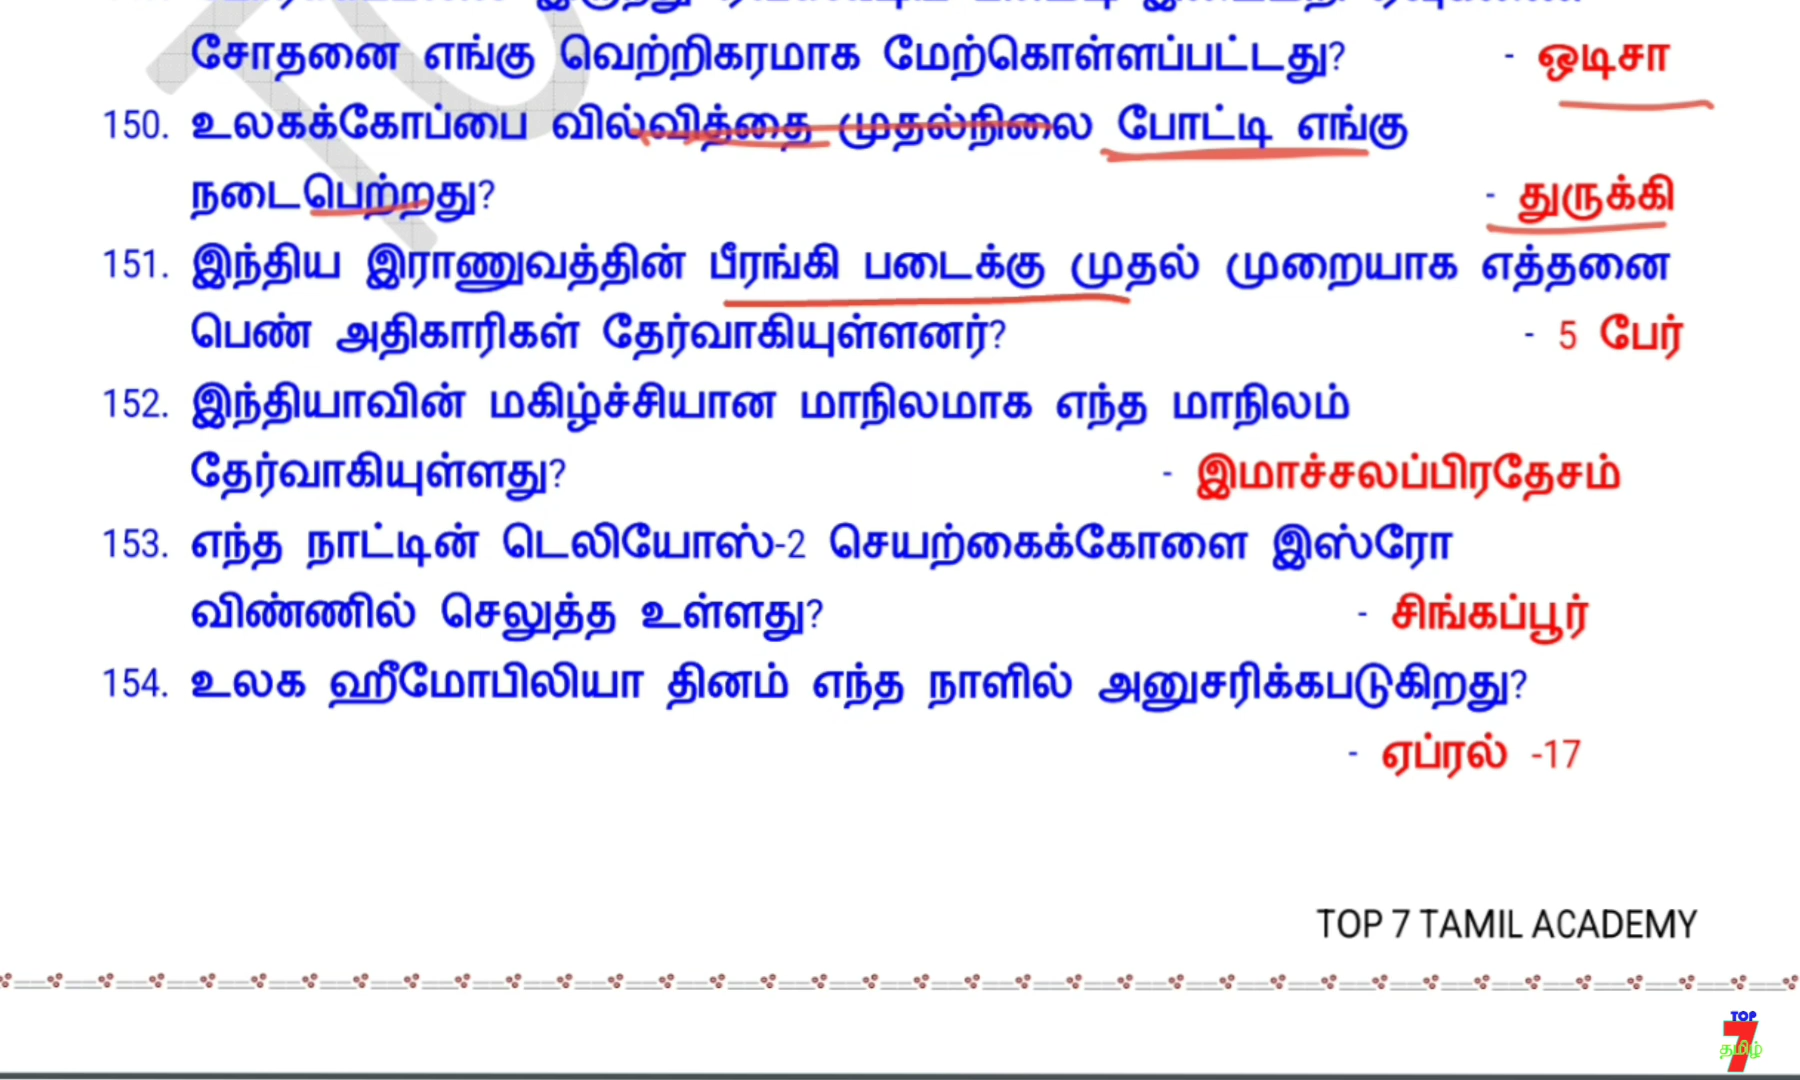 சோதனை எங்கு வெற்றிகரமாக மேற்கொள்ளப்பட்டது? - ஒடிசா
150. உலகக்கோப்பை வில்வித்தை முதல்நிலை போட்டி எங்கு
நடைபெற்றது? - துருக்கி
151. இந்திய இராணுவத்தின் பீரங்கி படைக்கு முதல் முறையாக எத்தனை
பெண் அதிகாரிகள் தேர்வாகியுள்ளனர்? - 5 பேர்
152. இந்தியாவின் மகிழ்ச்சியான மாநிலமாக எந்த மாநிலம்
தேர்வாகியுள்ளது? - இமாச்சலப்பிரதேசம்
153. எந்த நாட்டின் டெலியோஸ்-2 செயற்கைக்கோளை இஸ்ரோ
விண்ணில் செலுத்த உள்ளது? - சிங்கப்பூர்
154. உலக ஹீமோபிலியா தினம் எந்த நாளில் அனுசரிக்கபடுகிறது?
- ஏப்ரல் -17
TOP 7 TAMIL ACADEMY
TOP
7
தமிழ்